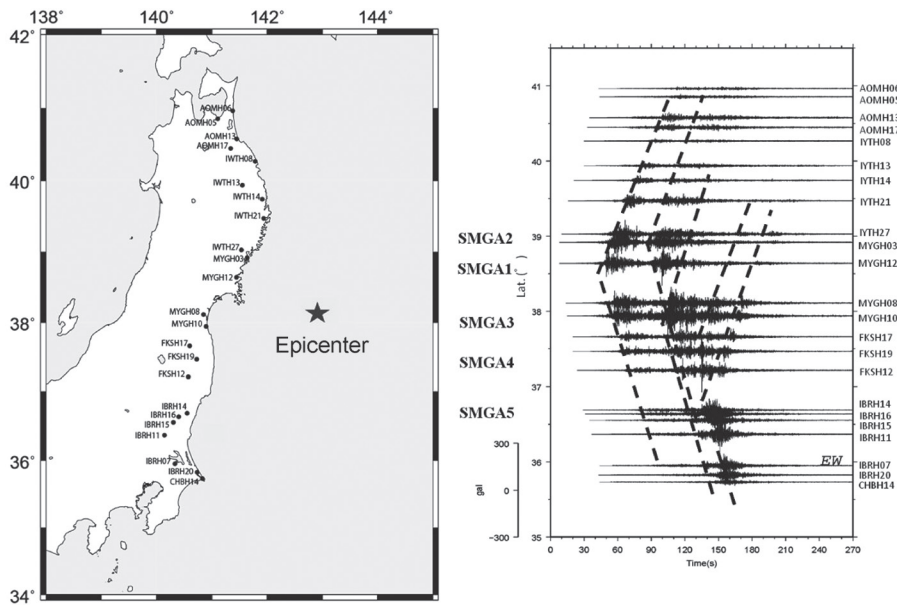 138° 140° 142° 144°
42°
40°
38°
36°
34°
AOMH06
AOMH05
AOMH13
AOMH17
IWTH08
IWTH13
IWTH14
IWTH21
IWTH27
MYGH03
MYGH12
MYGH08
MYGH10
FKSH17
FKSH19
FKSH12
IBRH14
IBRH16
IBRH15
IBRH11
IBRH07
IBRH20
CHBH14
Epicenter
SMGA2
SMGA1
SMGA3
SMGA4
SMGA5
300
0
-300
gal
Lat.(°)
41
40
39
38
37
36
35
0 30 60 90 120 150 180 210 240 270
Time(s)
EW
AOMH06
AOMH05
AOMH13
AOMH17
IYTH08
IYTH13
IYTH14
IYTH21
IYTH27
MYGH03
MYGH12
MYGH08
MYGH10
FKSH17
FKSH19
FKSH12
IBRH14
IBRH16
IBRH15
IBRH11
IBRH07
IBRH20
CHBH14